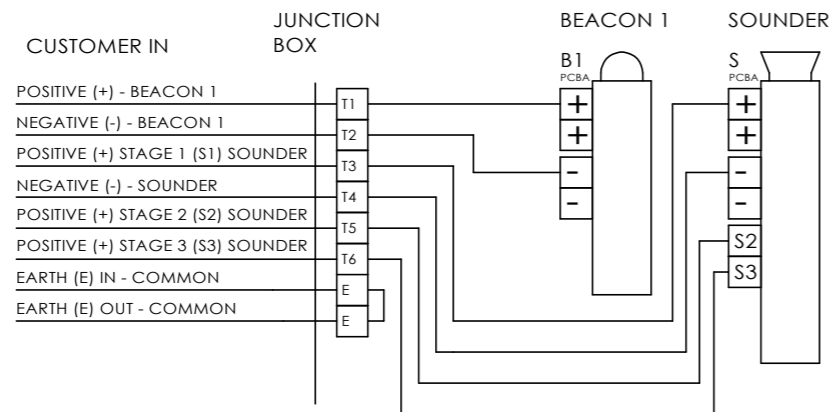 CUSTOMER IN
JUNCTION
BOX
BEACON 1
SOUNDER
POSITIVE (+) - BEACON 1
NEGATIVE (-) - BEACON 1
POSITIVE (+) STAGE 1 (S1) SOUNDER
NEGATIVE (-) - SOUNDER
POSITIVE (+) STAGE 2 (S2) SOUNDER
POSITIVE (+) STAGE 3 (S3) SOUNDER
EARTH (E) IN - COMMON
EARTH (E) OUT - COMMON
T1
T2
T3
T4
T5
T6
E
E
B1
PCBA
+
+
-
-
S
PCBA
+
+
-
-
S2
S3